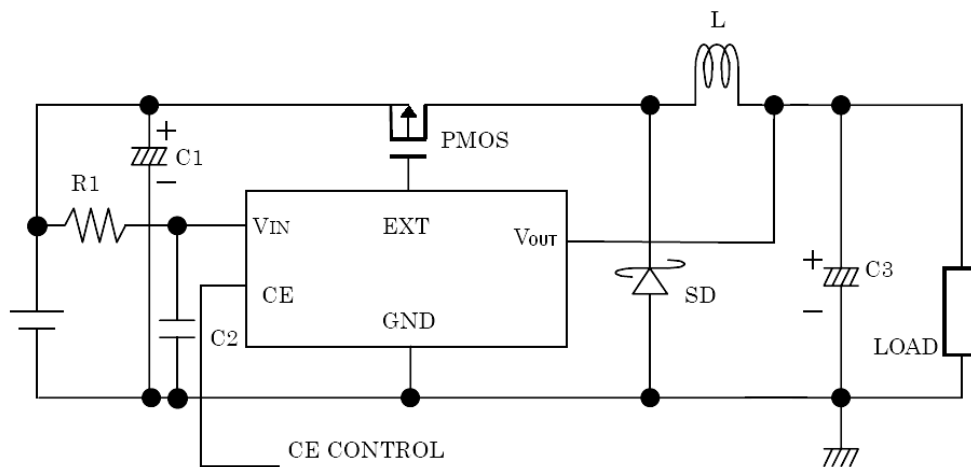 L
+
PMOS
C1
−
R1
VIN
EXT
VOUT
CE
+
C3
SD
GND
−
C2
LOAD
CE CONTROL